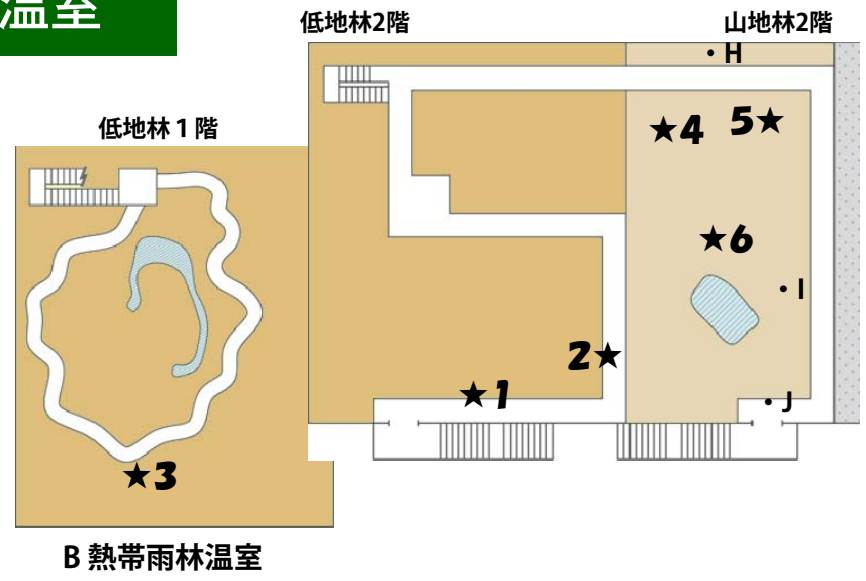 温室
低地林2階
山地林2階
・H
低地林1階
★4
5★
★6
・I
2★
★1
・J
★3
B 熱帯雨林温室